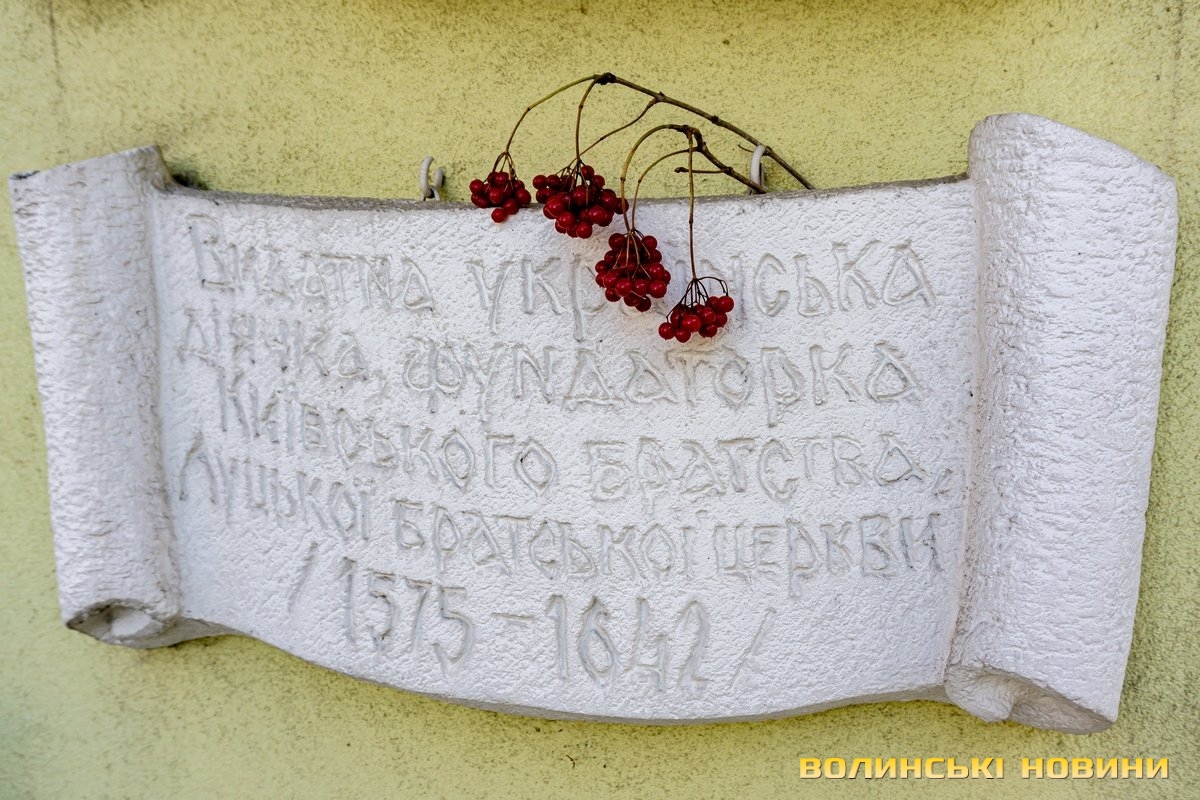 Видатна українська
діячка, фундаторка
Київського братства
луцької братської церкви
/ 1575 – 1642 /
ВОЛИНСЬКІ НОВИНИ